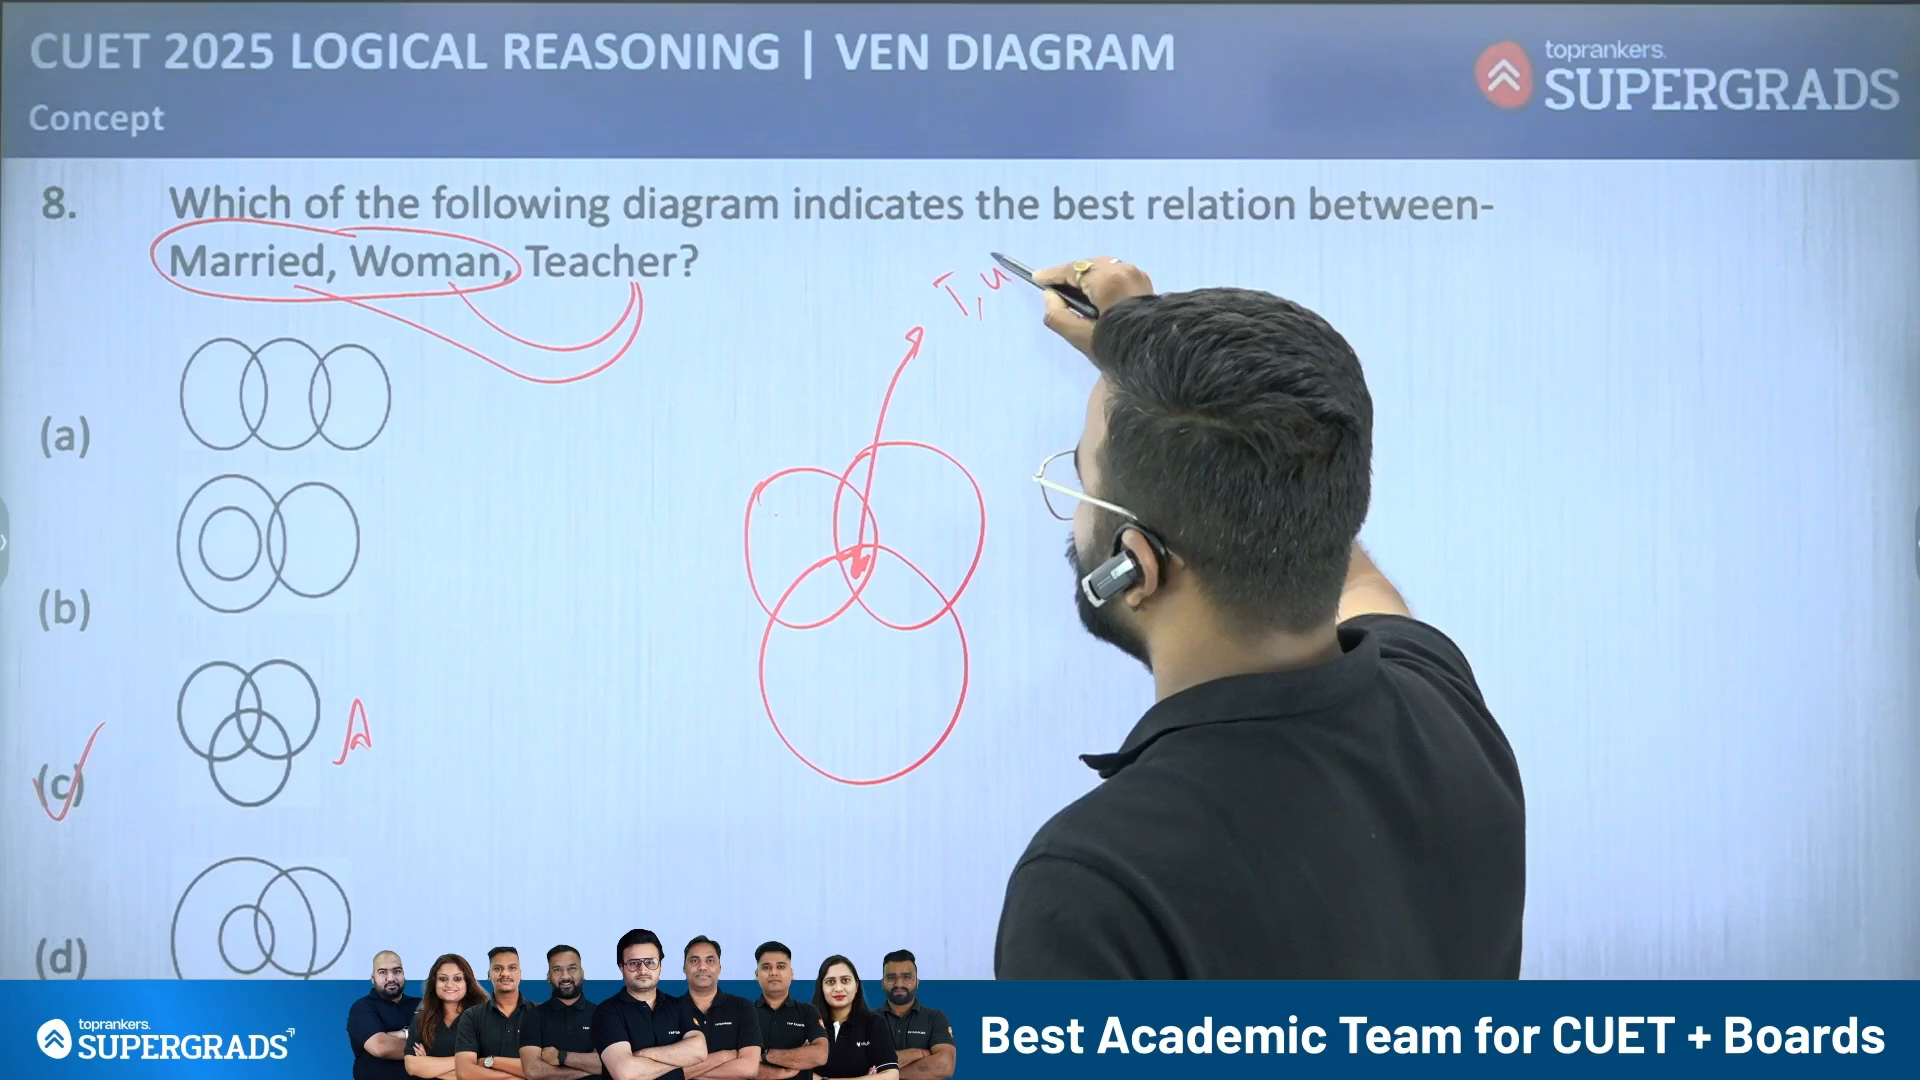 CUET 2025 LOGICAL REASONING | VEN DIAGRAM
Concept
toprankers.
SUPERGRADS
8. Which of the following diagram indicates the best relation between-
Married, Woman, Teacher?
T,
(a)
(b)
(c)
A
(d)
toprankers.
SUPERGRADS
Best Academic Team for CUET + Boards